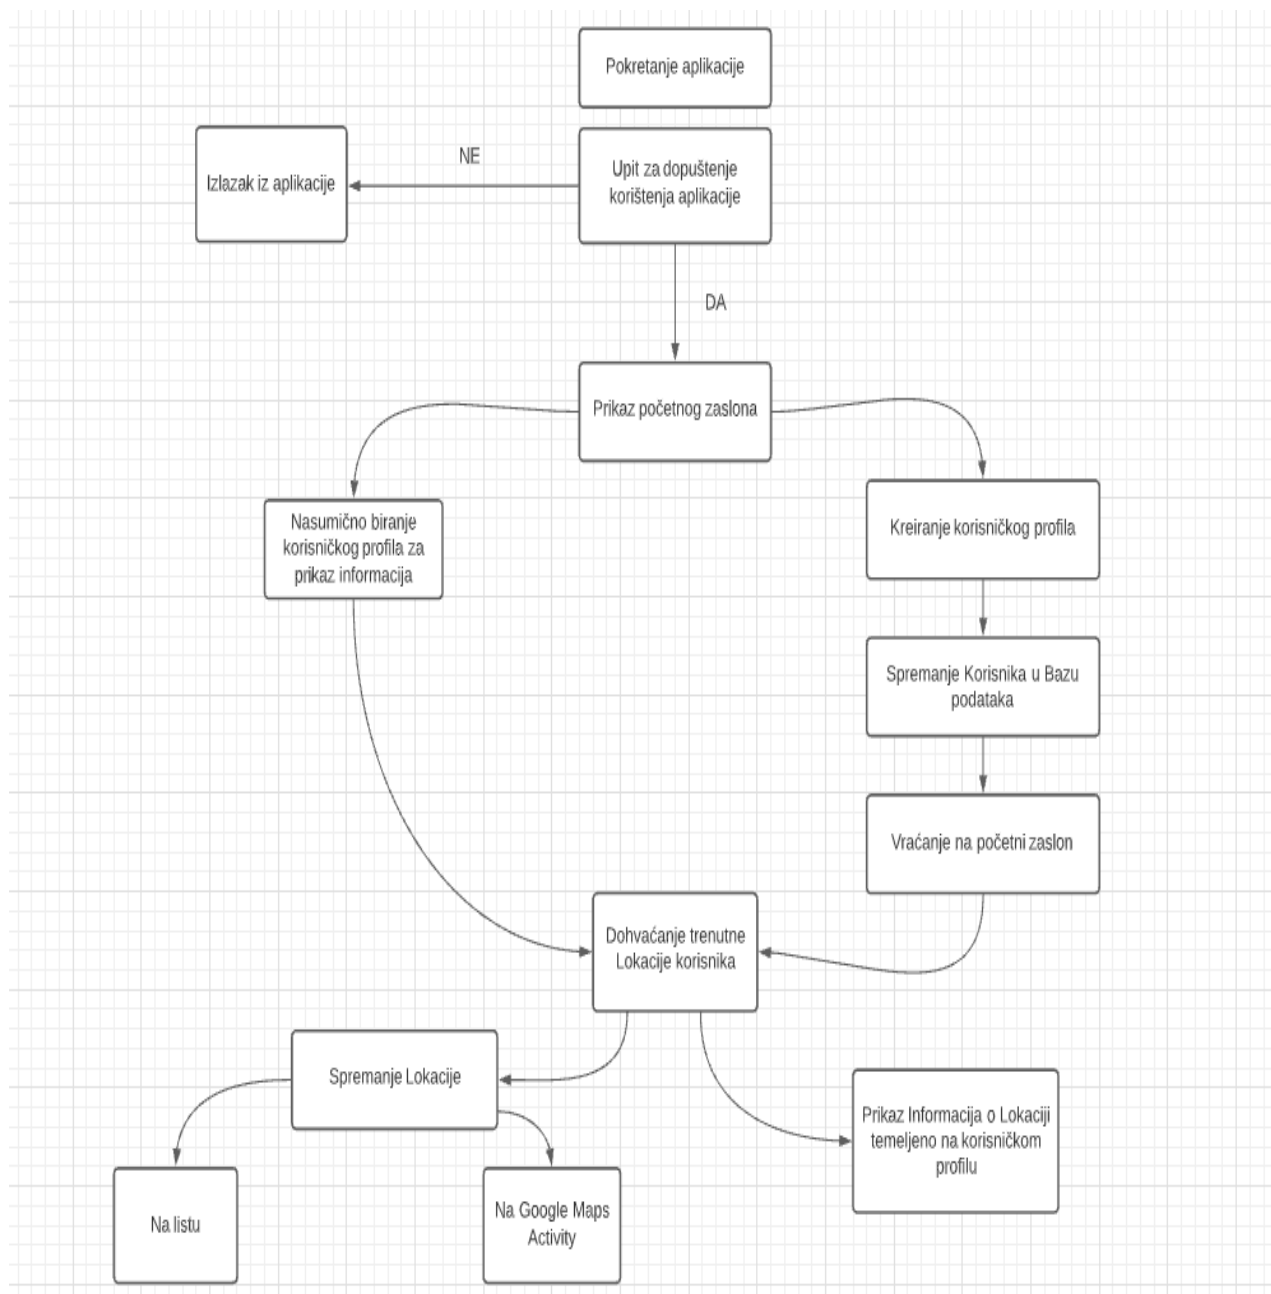 Pokretanje aplikacije
NE
Izlazak iz aplikacije
Upit za dopuštenje
korištenja aplikacije
DA
Prikaz početnog zaslona
Nasumično biranje
korisničkog profila za
prikaz informacija
Kreiranje korisničkog profila
Spremanje Korisnika u Bazu
podataka
Vraćanje na početni zaslon
Dohvaćanje trenutne
Lokacije korisnika
Spremanje Lokacije
Prikaz Informacija o Lokaciji
temeljeno na korisničkom
profilu
Na listu
Na Google Maps
Activity